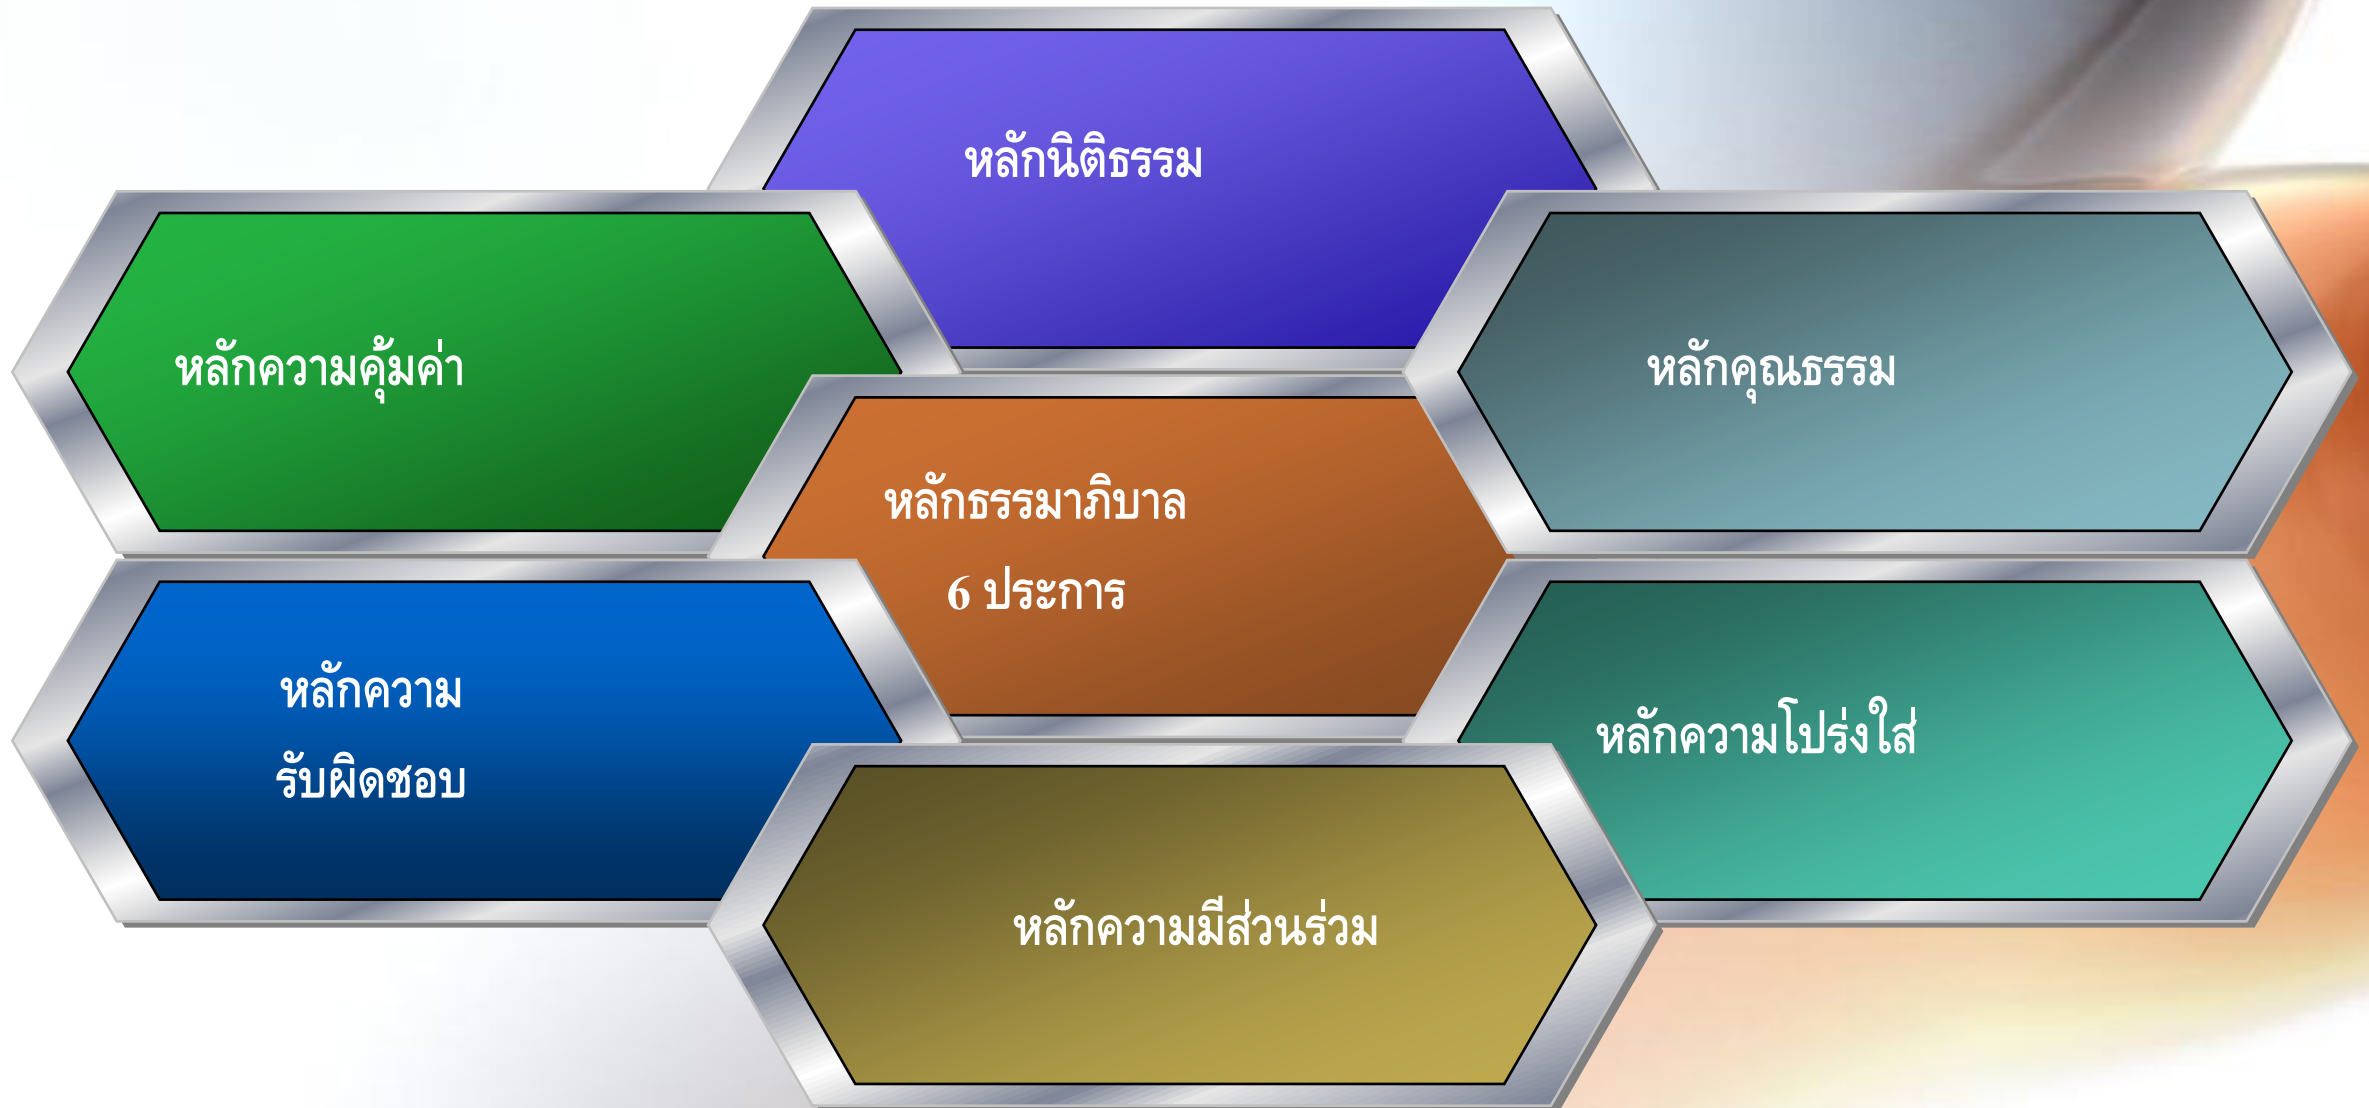 หลักนิติธรรม
หลักความคุ้มค่า
หลักคุณธรรม
หลักธรรมาภิบาล
6 ประการ
หลักความ
รับผิดชอบ
หลักความโปร่งใส่
หลักความมีส่วนร่วม